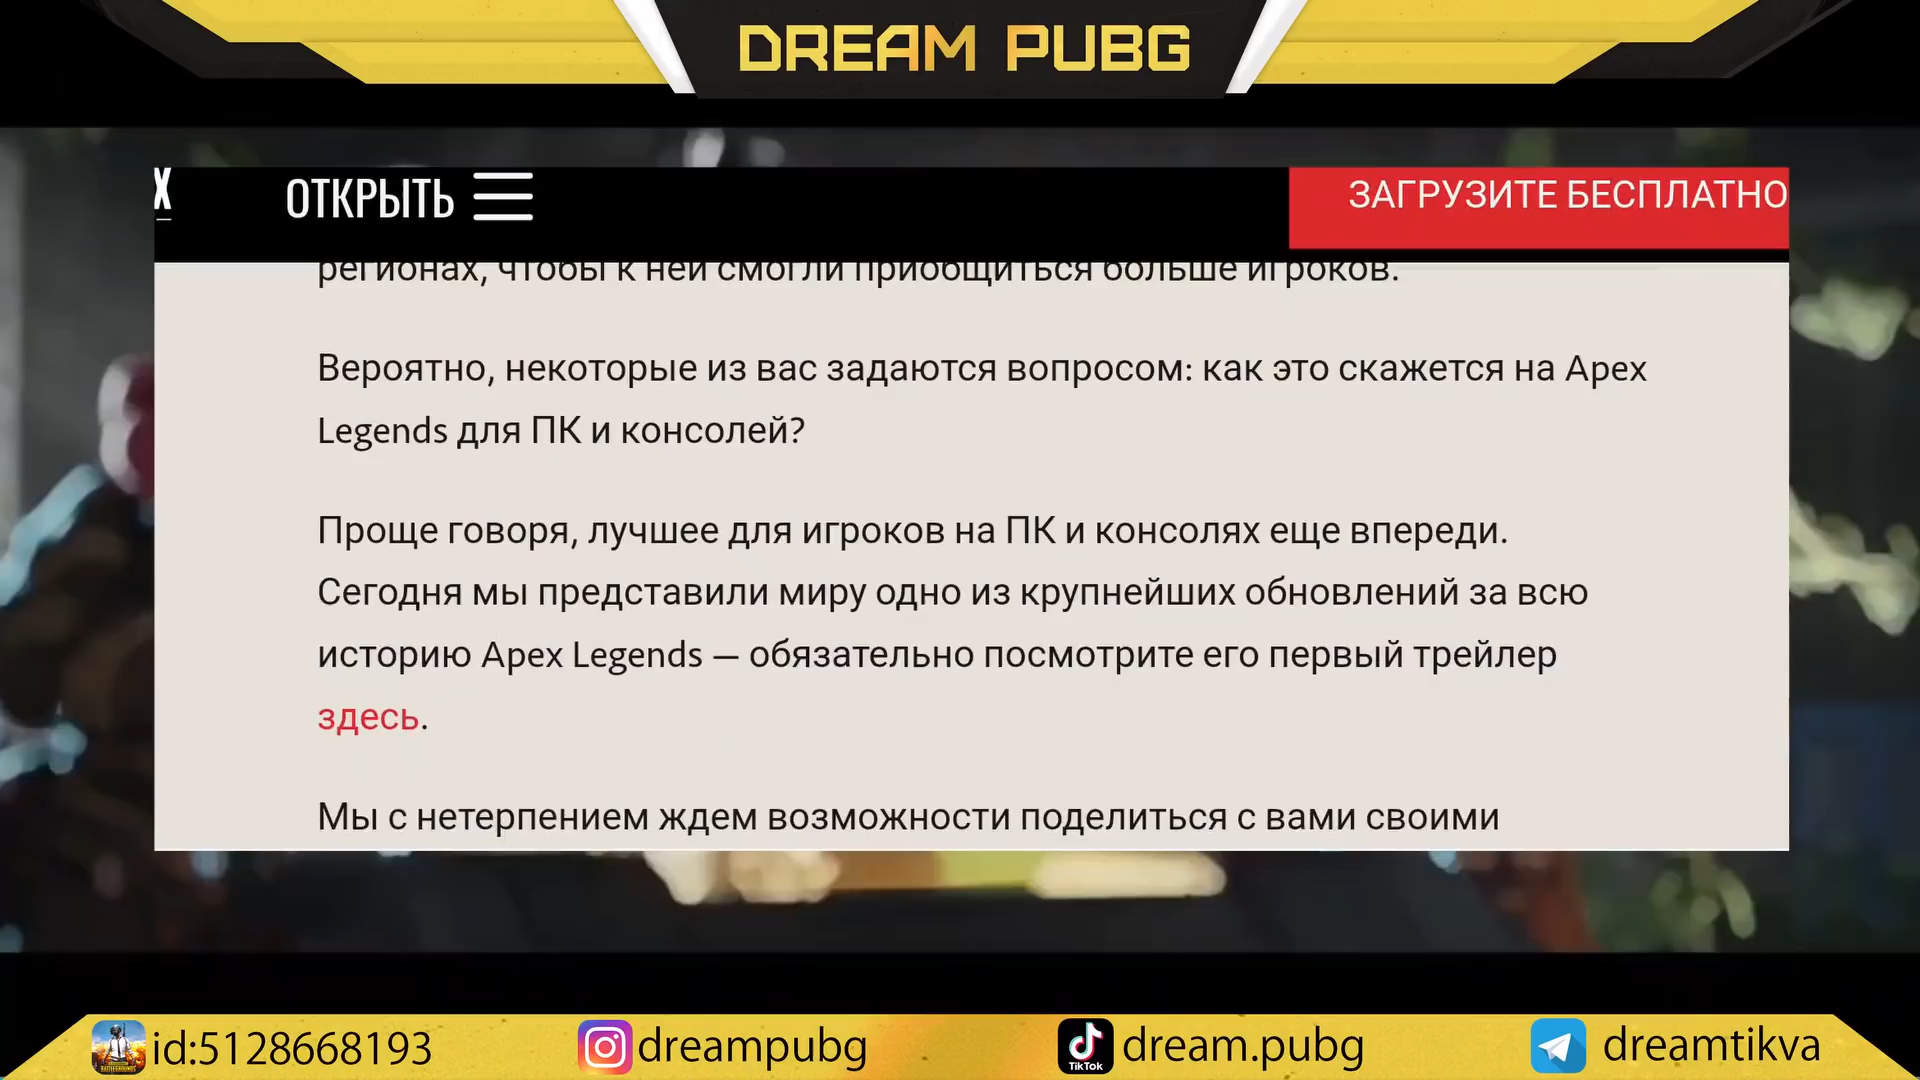 DREAM PUBG
X
ОТКРЫТЬ
ЗАГРУЗИТЕ БЕСПЛАТНО
регионах, чтобы к ней смогли приобщиться больше игроков.
Вероятно, некоторые из вас задаются вопросом: как это скажется на Apex
Legends для ПК и консолей?
Проще говоря, лучшее для игроков на ПК и консолях еще впереди.
Сегодня мы представили миру одно из крупнейших обновлений за всю
историю Apex Legends — обязательно посмотрите его первый трейлер
здесь.
Мы с нетерпением ждем возможности поделиться с вами своими
id:5128668193
dreampubg
TikTok
dream.pubg
dreamtikva